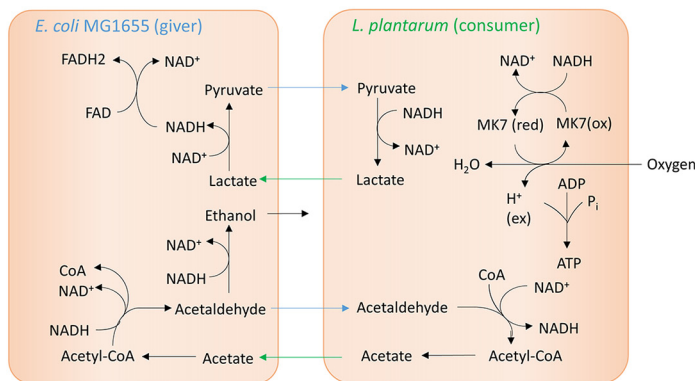 E. coli MG1655 (giver)
L. plantarum (consumer)
FADH2
NAD+
FAD
NADH
NAD+
Pyruvate
Lactate
Ethanol
NAD+
NADH
CoA
NAD+
NADH
Acetaldehyde
Acetyl-CoA
Acetate
Pyruvate
NADH
NAD+
Lactate
NAD+
NADH
MK7 (red)
MK7(ox)
H2O
Oxygen
H+
(ex)
ADP
Pi
ATP
CoA
NAD+
Acetaldehyde
NADH
Acetate
Acetyl-CoA